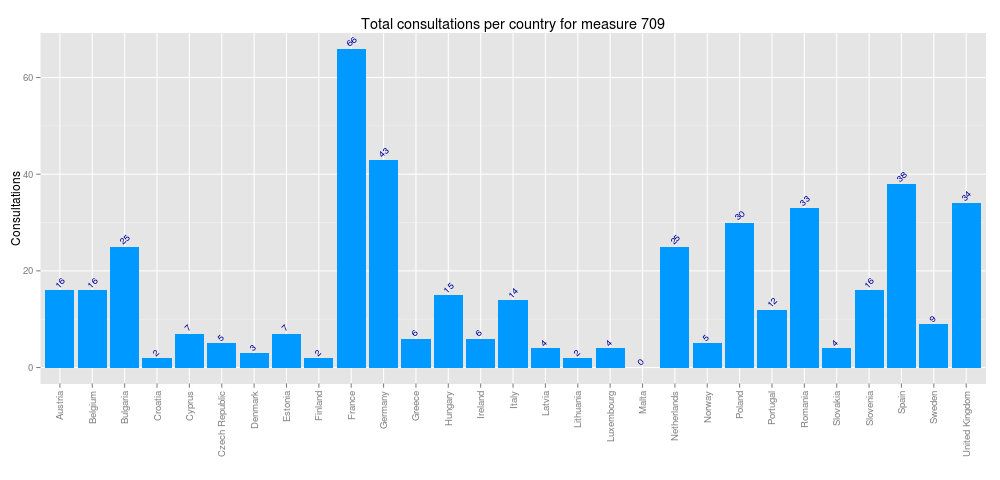 Total consultations per country for measure 709
Consultations
60
40
20
0
16
16
25
2
7
5
3
7
2
66
43
6
15
6
14
4
2
4
0
25
5
30
12
33
4
16
38
9
34
Austria
Belgium
Bulgaria
Croatia
Cyprus
Czech Republic
Denmark
Estonia
Finland
France
Germany
Greece
Hungary
Ireland
Italy
Latvia
Lithuania
Luxembourg
Malta
Netherlands
Norway
Poland
Portugal
Romania
Slovakia
Slovenia
Spain
Sweden
United Kingdom